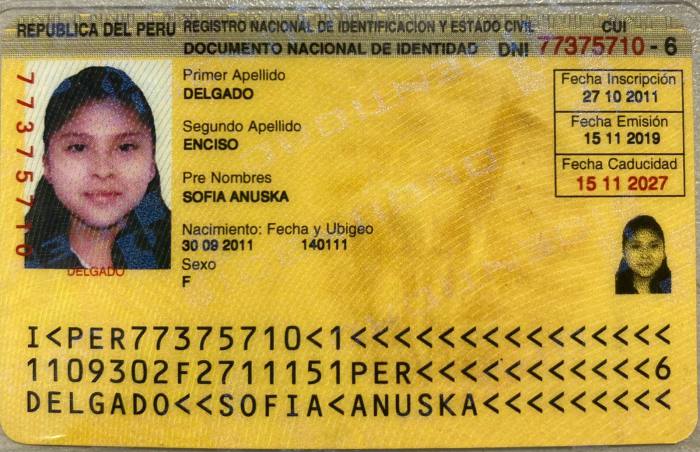 REPUBLICA DEL PERU REGISTRO NACIONAL DE IDENTIFICACION Y ESTADO CIVIL CUI
DOCUMENTO NACIONAL DE IDENTIDAD DNI 77375710 - 6
77375710
Primer Apellido
DELGADO
Segundo Apellido
ENCISO
Pre Nombres
SOFIA ANUSKA
Nacimiento: Fecha y Ubigeo
30 09 2011 140111
Sexo
F
Fecha Inscripción
27 10 2011
Fecha Emisión
15 11 2019
Fecha Caducidad
15 11 2027
DELGADO
I<PER77375710<1<<<<<<<<<<<<<<<
1109302F2711151PER<<<<<<<<<<<6
DELGADO<<SOFIA<ANUSKA<<<<<<<<<